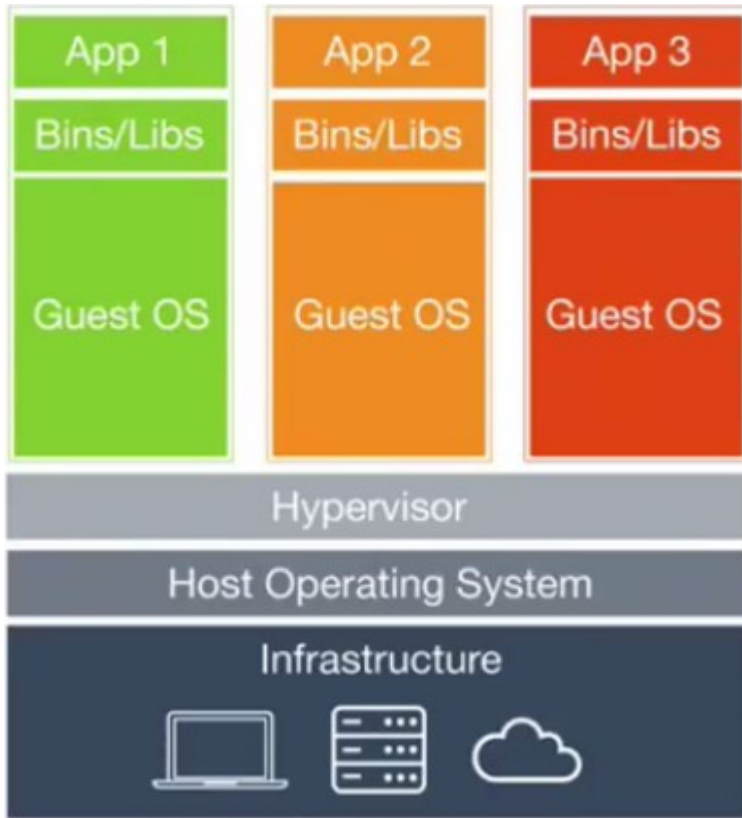 App 1
App 2
App 3
Bins/Libs
Bins/Libs
Bins/Libs
Guest OS
Guest OS
Guest OS
Hypervisor
Host Operating System
Infrastructure